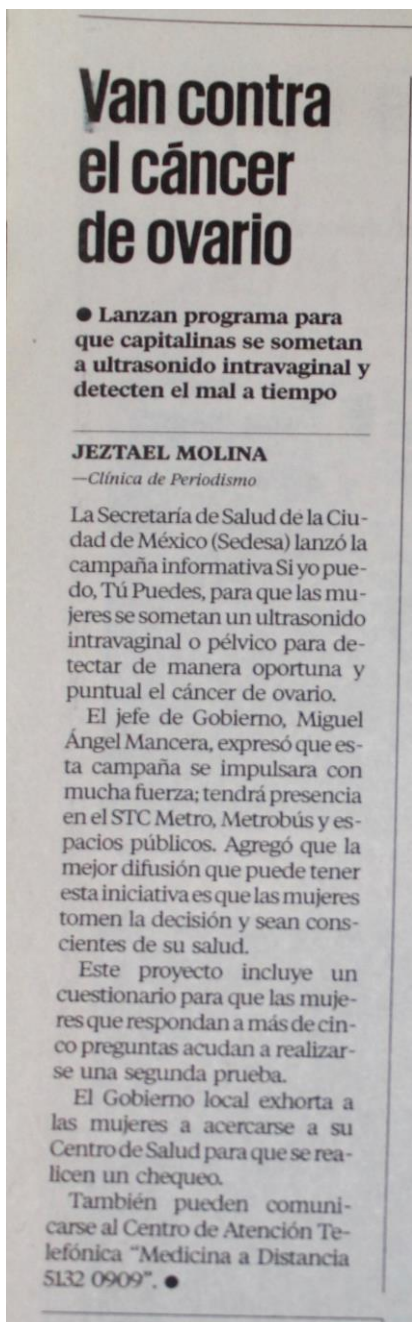 Van contra
el cáncer
de ovario
● Lanzan programa para
que capitalinas se sometan
a ultrasonido intravaginal y
detecten el mal a tiempo
JEZTAEL MOLINA
—Clínica de Periodismo
La Secretaría de Salud de la Ciu-
dad de México (Sedesa) lanzó la
campaña informativa Si yo pue-
do, Tú Puedes, para que las mu-
jeres se sometan un ultrasonido
intravaginal o pélvico para de-
tectar de manera oportuna y
puntual el cáncer de ovario.
El jefe de Gobierno, Miguel
Ángel Mancera, expresó que es-
ta campaña se impulsara con
mucha fuerza; tendrá presencia
en el STC Metro, Metrobús y es-
pacios públicos. Agregó que la
mejor difusión que puede tener
esta iniciativa es que las mujeres
tomen la decisión y sean cons-
cientes de su salud.
Este proyecto incluye un
cuestionario para que las muje-
res que respondan a más de cin-
co preguntas acudan a realizar-
se una segunda prueba.
El Gobierno local exhorta a
las mujeres a acercarse a su
Centro de Salud para que se rea-
licen un chequeo.
También pueden comuni-
carse al Centro de Atención Te-
lefónica “Medicina a Distancia
5132 0909”. ●